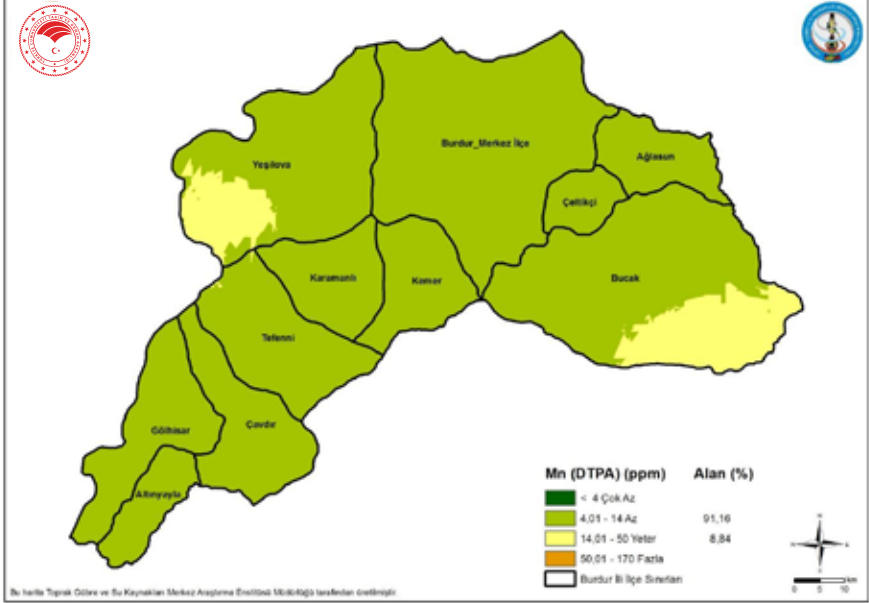 Burdur_Merkez İlçe
Ağlasun
Yeşilova
Çeltikçi
Bucak
Karamanlı
Kemer
Tefenni
Çavdır
Gölhisar
Altınyayla
Mn (DTPA) (ppm) Alan (%)
< 4 Çok Az
4,01 - 14 Az 91,16
14,01 - 50 Yeter 8,84
50,01 - 170 Fazla
Burdur İli İlçe Sınırları
0 5 10 km
Bu harita Toprak Gübre ve Su Kaynakları Merkez Araştırma Enstitüsü Müdürlüğü tarafından üretilmiştir.